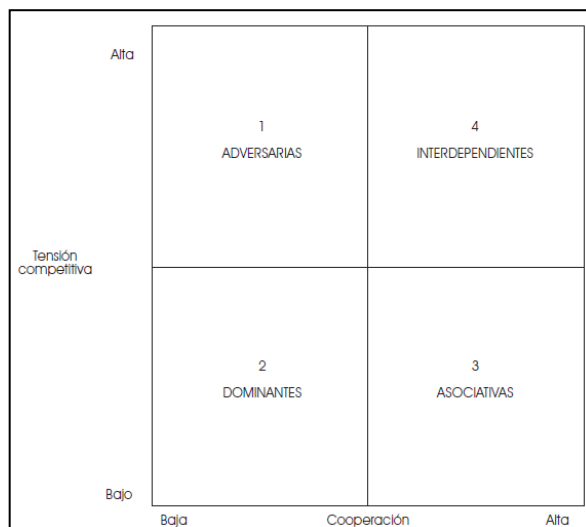 Alta
1
ADVERSARIAS
4
INTERDEPENDIENTES
Tensión
competitiva
2
DOMINANTES
3
ASOCIATIVAS
Bajo
Baja
Cooperación
Alta